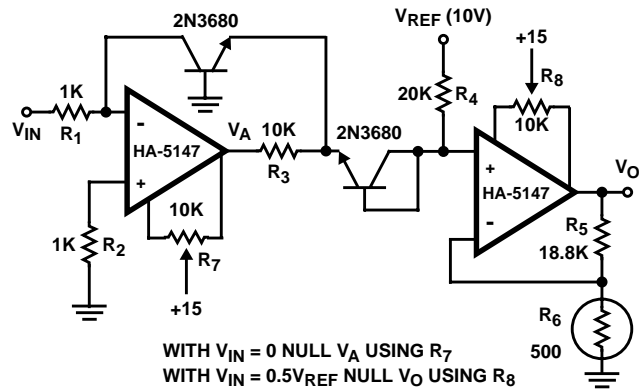 2N3680
V_REF (10V)
+15
R8
1K
20K
R4
10K
VIN
R1
-
VA
10K
2N3680
HA-5147
R3
+
HA-5147
VO
+
-
10K
R5
1K
R2
R7
18.8K
+15
R6
500
WITH VIN = 0 NULL VA USING R7
WITH VIN = 0.5VREF NULL VO USING R8